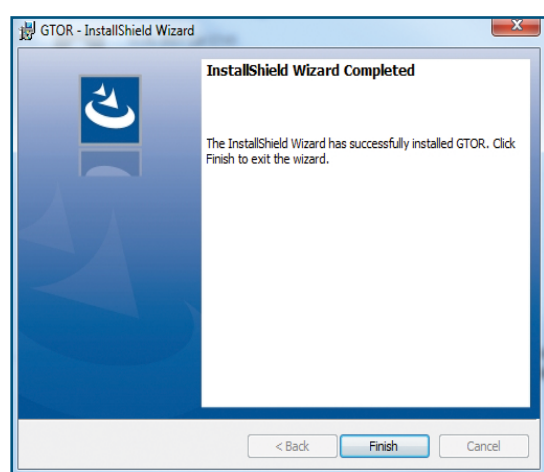 GTOR - InstallShield Wizard
InstallShield Wizard Completed
The InstallShield Wizard has successfully installed GTOR. Click
Finish to exit the wizard.
< Back
Finish
Cancel